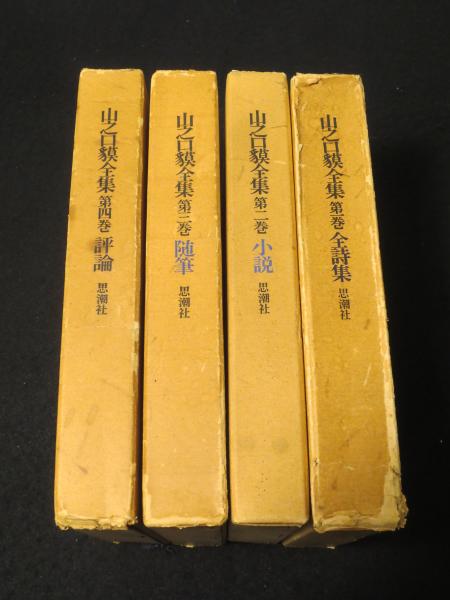 山之口貘全集 第一巻 全詩集 思潮社
山之口貘全集 第二巻 小説 思潮社
山之口貘全集 第三巻 随筆 思潮社
山之口貘全集 第四巻 評論 思潮社